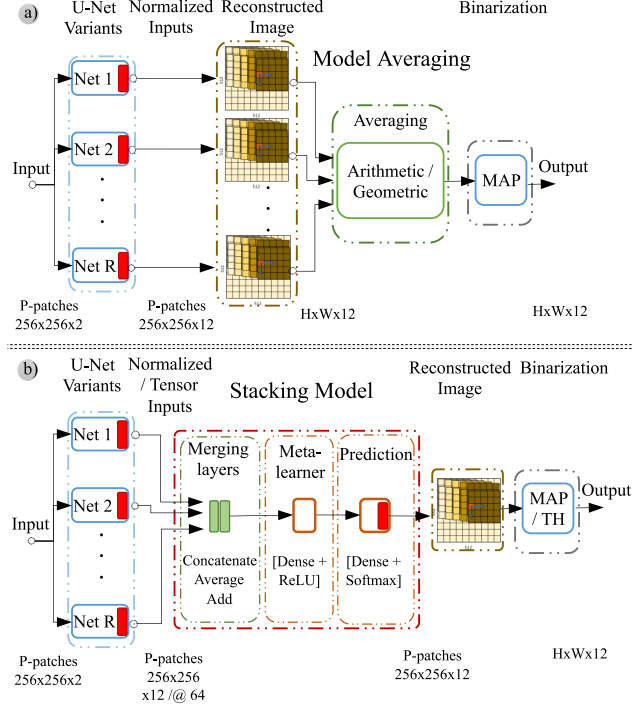 U-Net Variants
Normalized Inputs
Reconstructed Image
Binarization
a)
Model Averaging
Net 1
Net 2
Net R
Input
Averaging
Arithmetic / Geometric
MAP
Output
P-patches
256x256x2
P-patches
256x256x12
HxWx12
HxWx12
b)
U-Net Variants
Normalized / Tensor Inputs
Stacking Model
Reconstructed Image
Binarization
Net 1
Net 2
Net R
Input
Merging layers
Concatenate
Average
Add
Meta-learner
[Dense + ReLU]
Prediction
[Dense + Softmax]
MAP / TH
Output
P-patches
256x256x2
P-patches
256x256
x12 /@ 64
P-patches
256x256x12
HxWx12